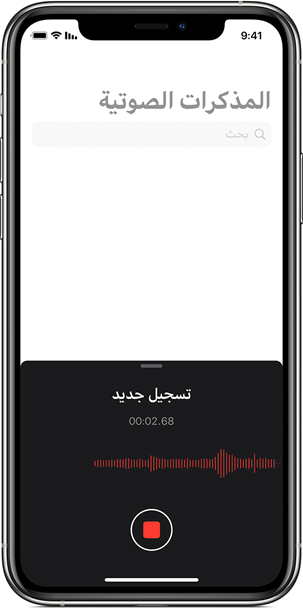 9:41
المذكرات الصوتية
بحث
تسجيل جديد
00:02.68